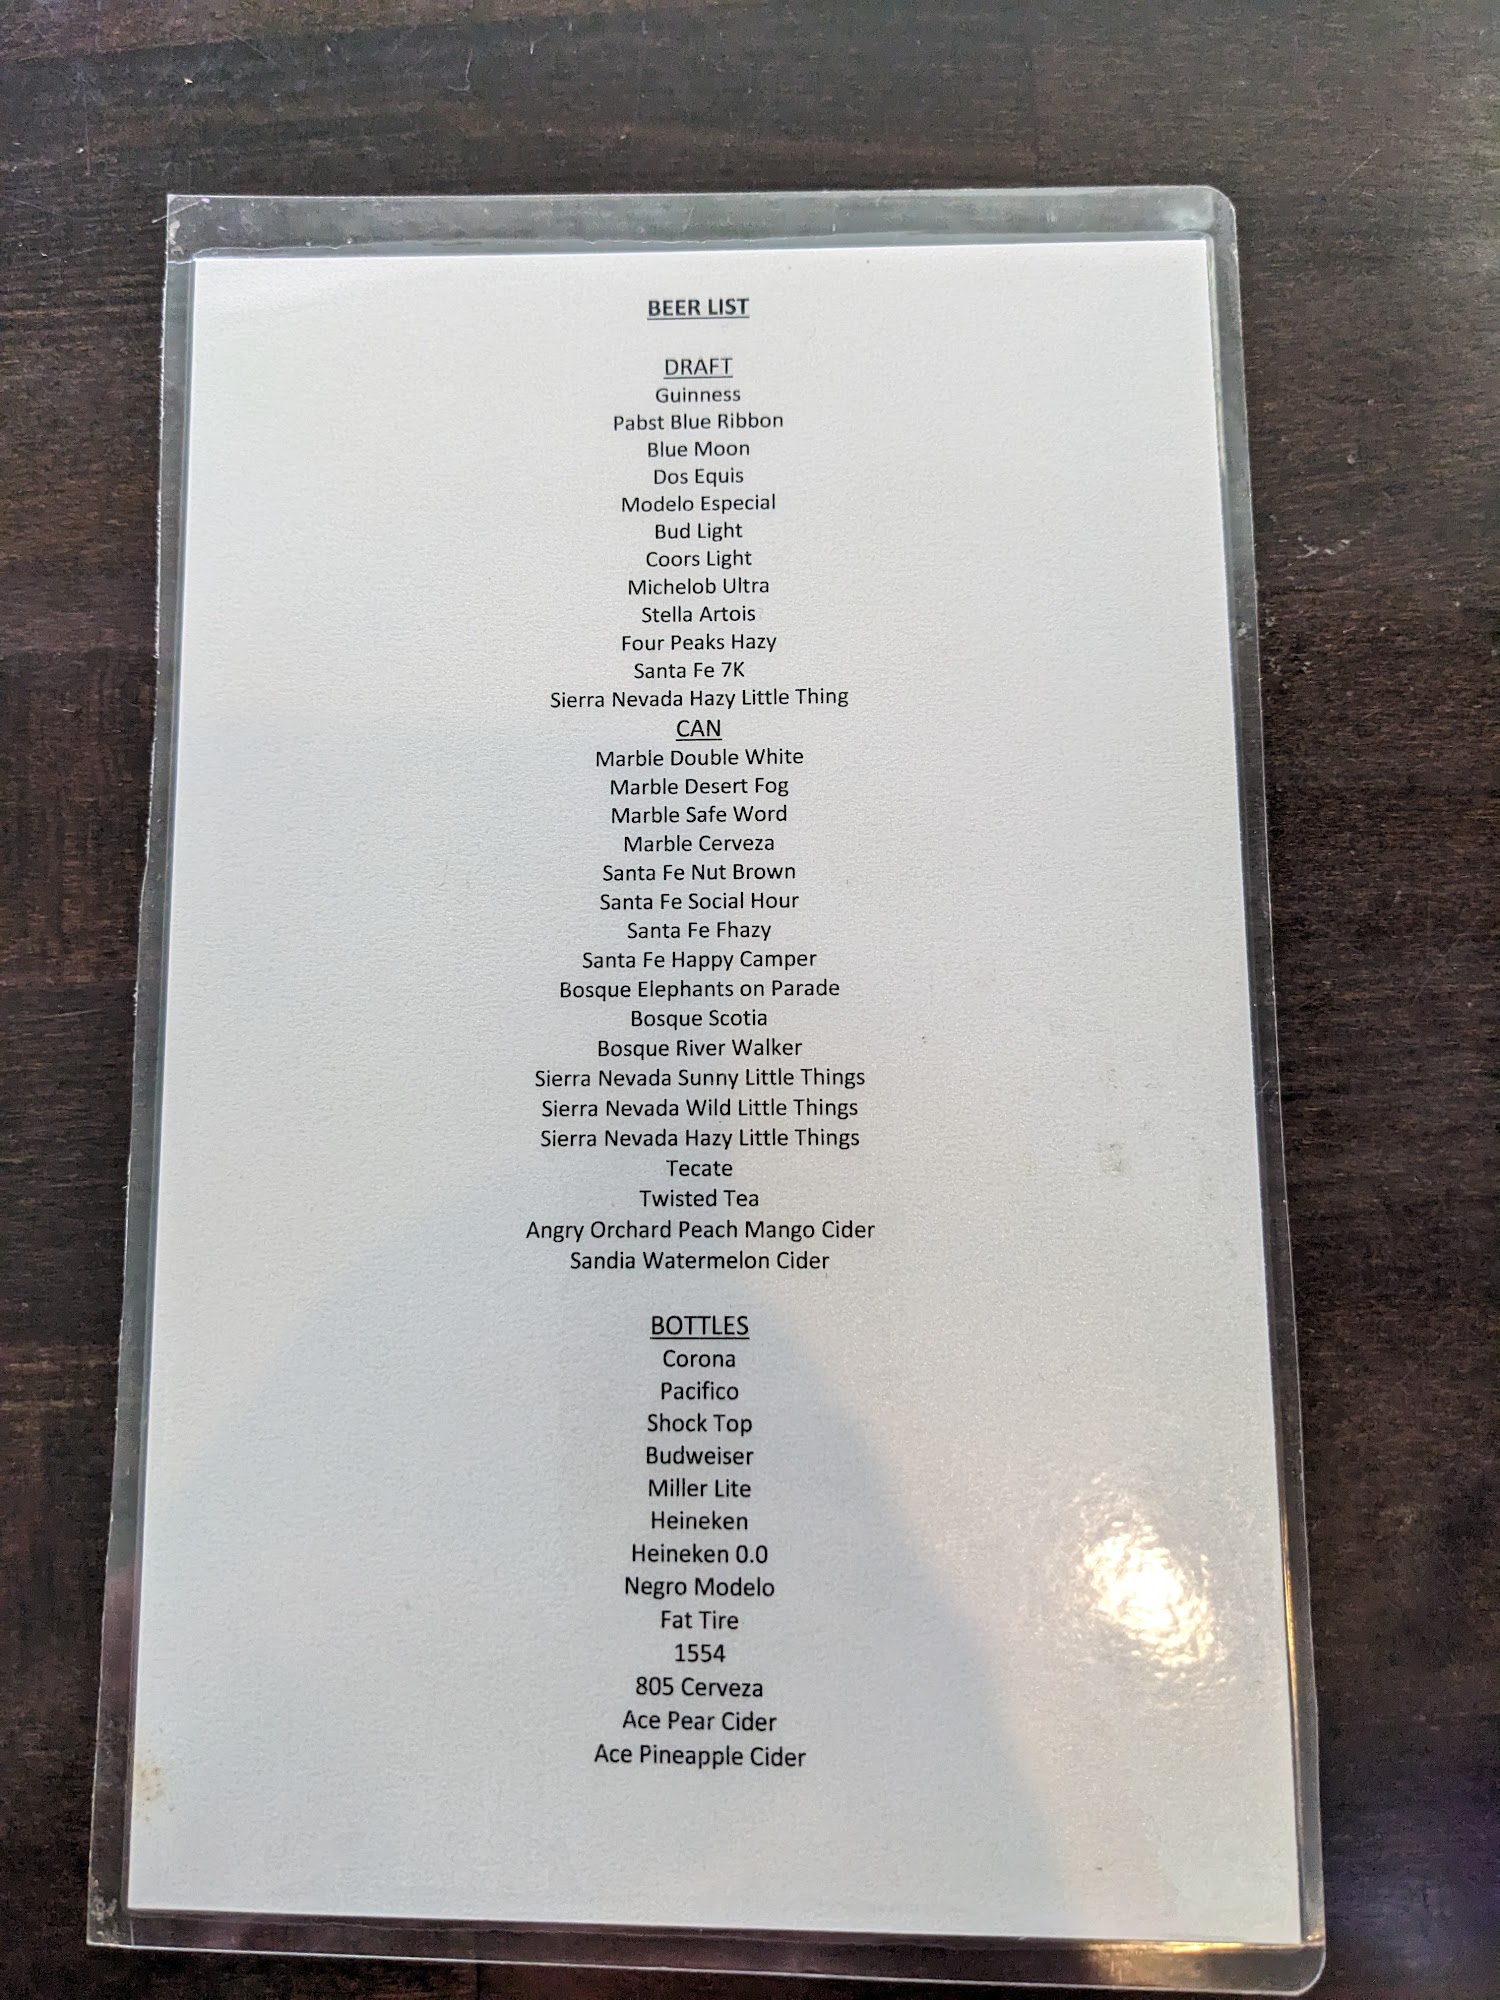 BEER LIST
DRAFT
Guinness
Pabst Blue Ribbon
Blue Moon
Dos Equis
Modelo Especial
Bud Light
Coors Light
Michelob Ultra
Stella Artois
Four Peaks Hazy
Santa Fe 7K
Sierra Nevada Hazy Little Thing
CAN
Marble Double White
Marble Desert Fog
Marble Safe Word
Marble Cerveza
Santa Fe Nut Brown
Santa Fe Social Hour
Santa Fe Fhazy
Santa Fe Happy Camper
Bosque Elephants on Parade
Bosque Scotia
Bosque River Walker
Sierra Nevada Sunny Little Things
Sierra Nevada Wild Little Things
Sierra Nevada Hazy Little Things
Tecate
Twisted Tea
Angry Orchard Peach Mango Cider
Sandia Watermelon Cider
BOTTLES
Corona
Pacifico
Shock Top
Budweiser
Miller Lite
Heineken
Heineken 0.0
Negro Modelo
Fat Tire
1554
805 Cerveza
Ace Pear Cider
Ace Pineapple Cider